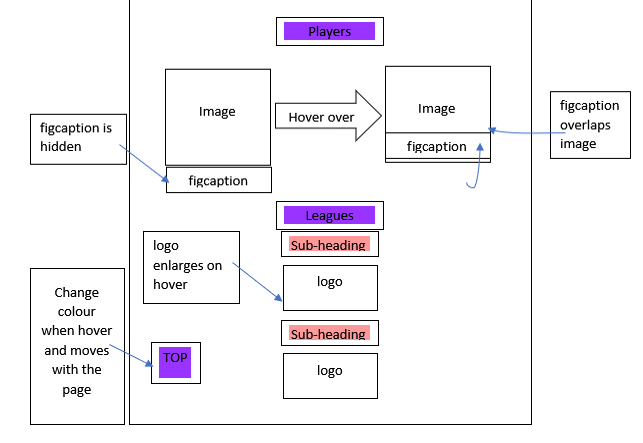 Players
Image
Hover over
Image
figcaption is
hidden
figcaption
overlaps
image
figcaption
figcaption
Leagues
Sub-heading
logo
enlarges on
hover
logo
Change
colour
when hover
and moves
with the
page
Sub-heading
TOP
logo